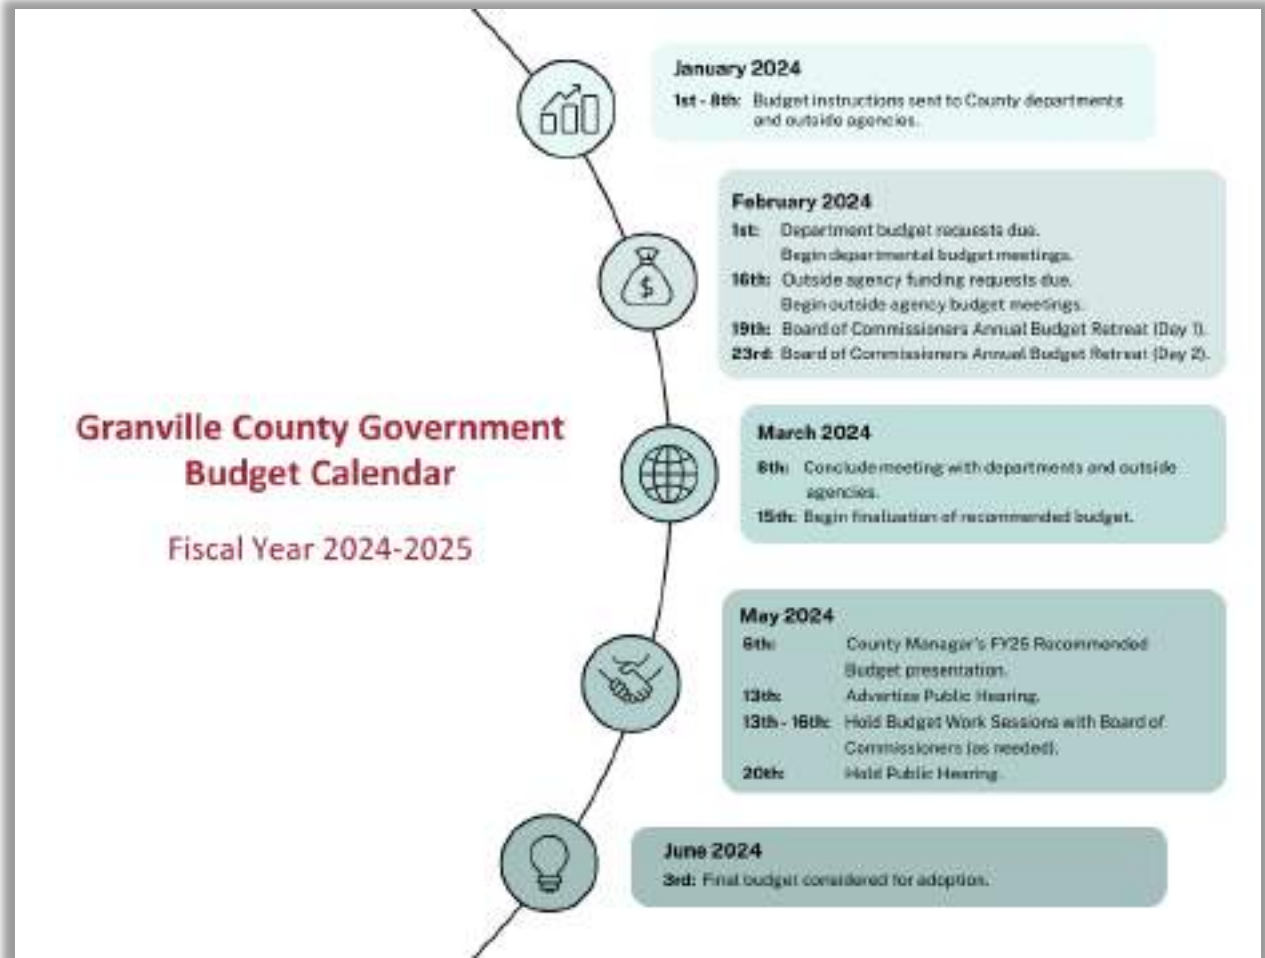 Granville County Government
Budget Calendar
Fiscal Year 2024-2025
January 2024
1st - 8th: Budget instructions sent to County departments
and outside agencies.
February 2024
1st: Department budget requests due.
Begin departmental budget meetings.
16th: Outside agency funding requests due.
Begin outside agency budget meetings.
19th: Board of Commissioners Annual Budget Retreat (Day 1).
23rd: Board of Commissioners Annual Budget Retreat (Day 2).
March 2024
8th: Conclude meeting with departments and outside
agencies.
15th: Begin finalization of recommended budget.
May 2024
6th: County Manager's FY25 Recommended
Budget presentation.
13th: Advertise Public Hearing.
13th - 16th: Hold Budget Work Sessions with Board of
Commissioners (as needed).
20th: Hold Public Hearing.
June 2024
3rd: Final budget considered for adoption.
$